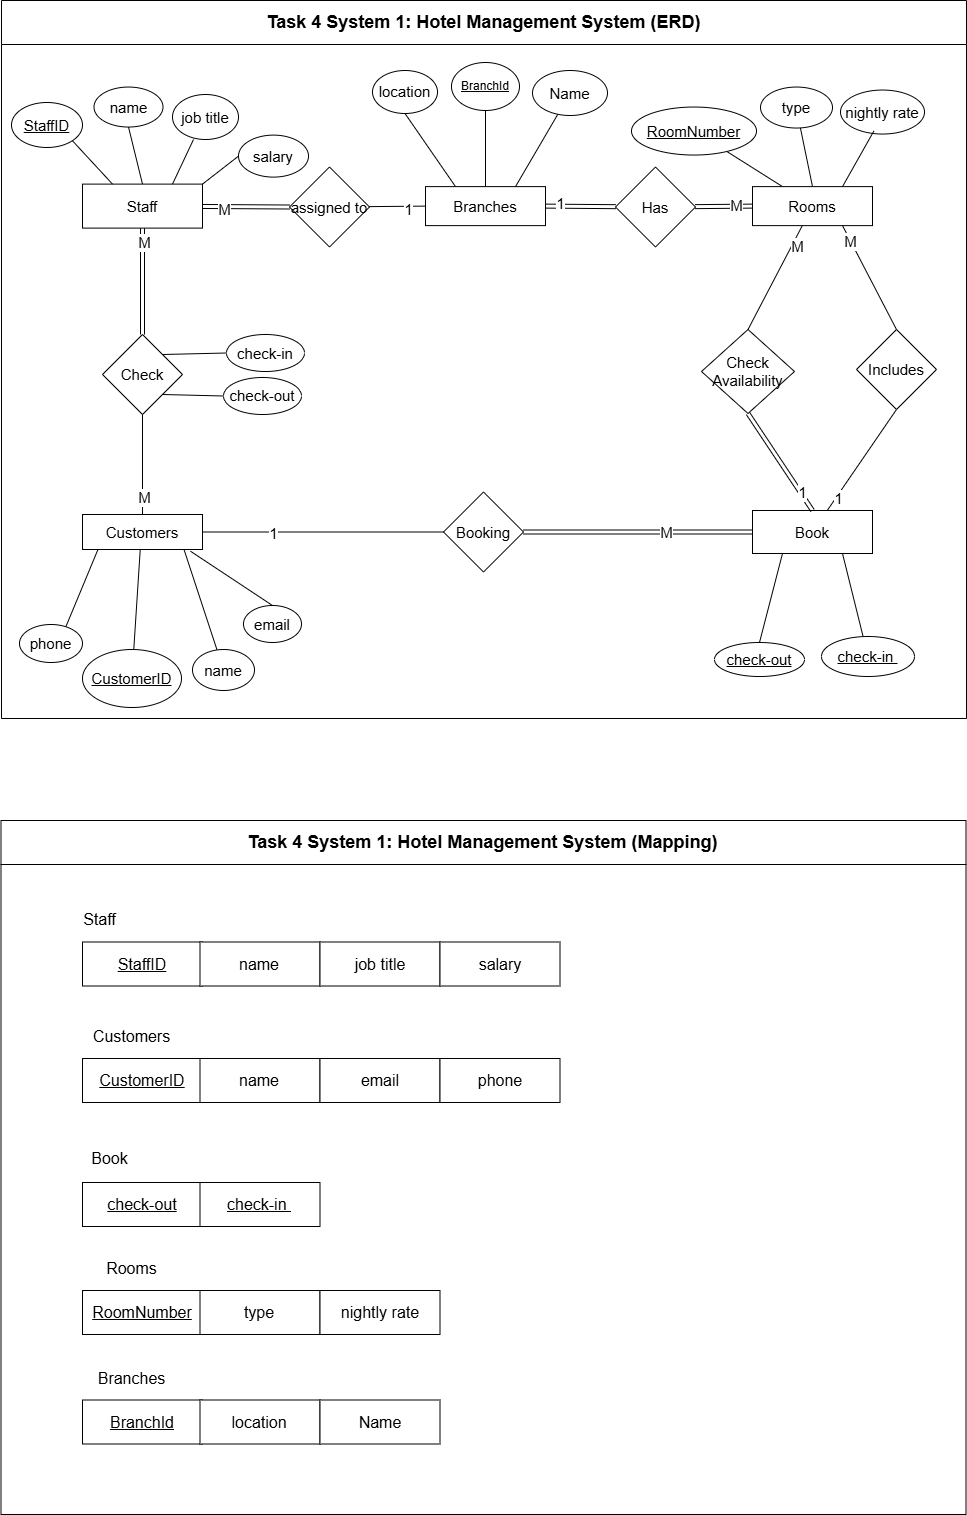 Task 4 System 1: Hotel Management System (ERD)
StaffID
name
job title
salary
location
BranchId
Name
RoomNumber
type
nightly rate
Staff
M
assigned to
1
Branches
1
Has
M
Rooms
M
M
M
Check
check-in
check-out
Check
Availability
Includes
M
1
1
Customers
1
Booking
M
Book
phone
CustomerID
name
email
check-out
check-in
Task 4 System 1: Hotel Management System (Mapping)
Staff
StaffID name job title salary
Customers
CustomerID name email phone
Book
check-out check-in
Rooms
RoomNumber type nightly rate
Branches
BranchId location Name